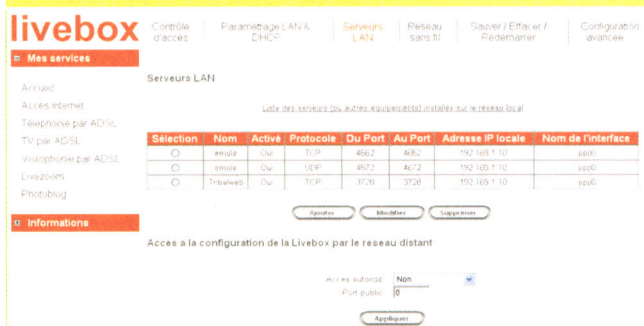 livebox
Contrôle d'accès
Paramétrage LAN & DHCP
Serveurs LAN
Réseau sans fil
Sauver / Effacer / Redémarrer
Configuration avancée
Mes services
Accueil
Accès Internet
Téléphonie par ADSL
TV par ADSL
Visiophonie par ADSL
Livezoom
Photoblog
Informations
Serveurs LAN
Liste des serveurs (ou autres équipements) installés sur le réseau local
Sélection Nom Activé Protocole Du Port Au Port Adresse IP locale Nom de l'interface
emule Oui TCP 4662 4662 192.168.1.10 ppp0
emule Oui UDP 4672 4672 192.168.1.10 ppp0
Tribalweb Oui TCP 3728 3728 192.168.1.10 ppp0
Ajouter Modifier Supprimer
Accès a la configuration de la Livebox par le reseau distant
Accès autorisé Non
Port public 0
Appliquer